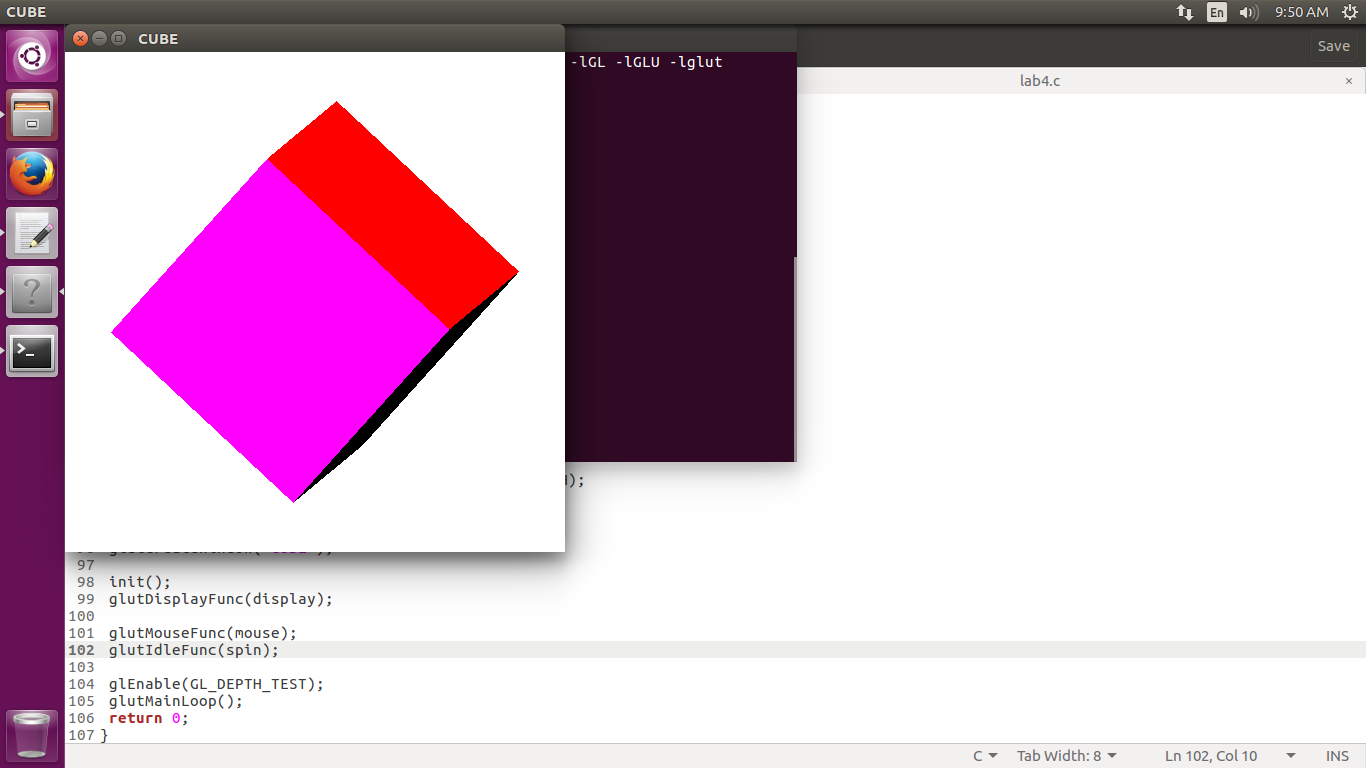 CUBE
En
9:50 AM
CUBE
Save
-lGL -lGLU -lglut
lab4.c
);
97
98 init();
99 glutDisplayFunc(display);
100
101 glutMouseFunc(mouse);
102 glutIdleFunc(spin);
103
104 glEnable(GL_DEPTH_TEST);
105 glutMainLoop();
106 return 0;
107 }
C
Tab Width: 8
Ln 102, Col 10
INS